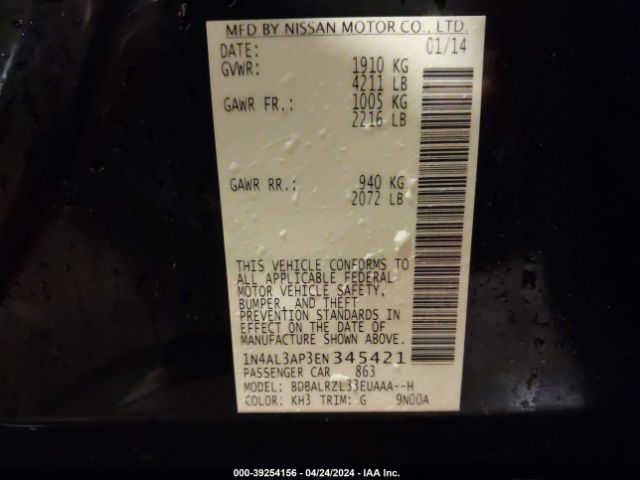 MFD BY NISSAN MOTOR CO., LTD.
DATE: 01/14
GVWR: 1910 KG
4211 LB
GAWR FR.: 1005 KG
2216 LB
GAWR RR.: 940 KG
2072 LB
THIS VEHICLE CONFORMS TO
ALL APPLICABLE FEDERAL
MOTOR VEHICLE SAFETY,
BUMPER, AND THEFT
PREVENTION STANDARDS IN
EFFECT ON THE DATE OF
MANUFACTURE SHOWN ABOVE.
1N4AL3AP3EN345421
PASSENGER CAR 863
MODEL: BDBALRZL33EUAAA--H
COLOR: KH3 TRIM: G 9N00A
000-39254156 - 04/24/2024 - IAA Inc.